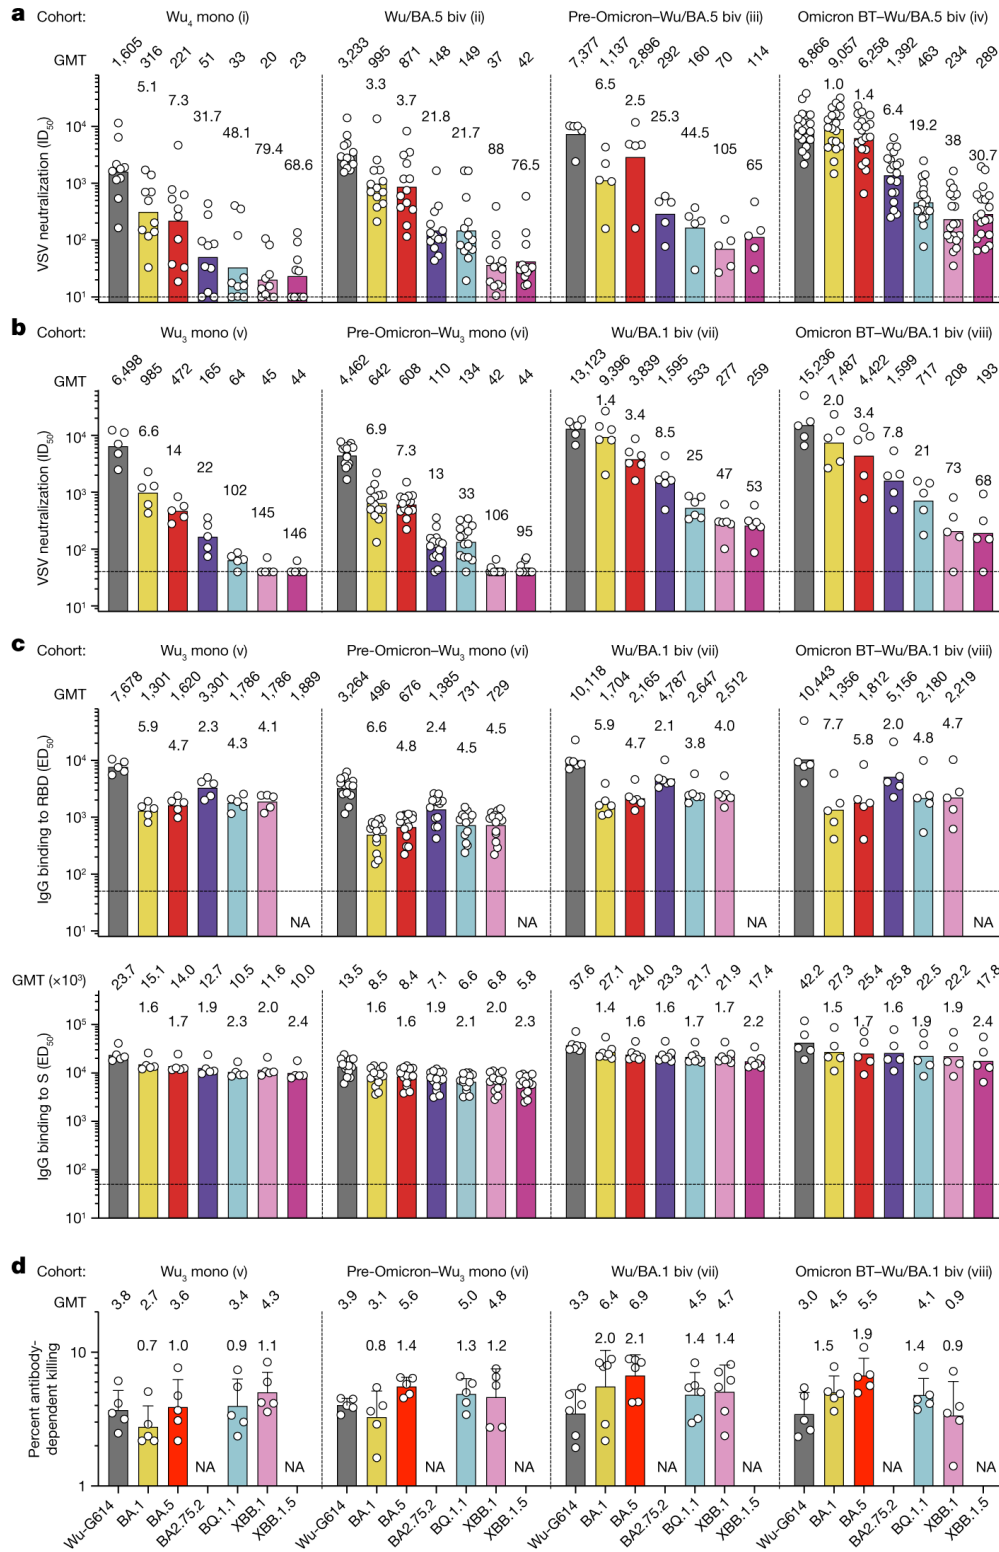 a Cohort: Wu4 mono (i) Wu/BA.5 biv (ii) Pre-Omicron–Wu/BA.5 biv (iii) Omicron BT–Wu/BA.5 biv (iv)
GMT 1,605 316 221 51 33 20 23 3,233 995 871 148 149 37 42 7,377 1,137 2,896 292 160 70 114 8,866 9,057 6,258 1,392 463 234 289
5.1 7.3 31.7 48.1 79.4 68.6 3.3 3.7 21.8 21.7 88 76.5 6.5 2.5 25.3 44.5 105 65 1.0 1.4 6.4 19.2 38 30.7
VSV neutralization (ID50)
10⁴
10³
10²
10¹
b Cohort: Wu3 mono (v) Pre-Omicron–Wu3 mono (vi) Wu/BA.1 biv (vii) Omicron BT–Wu/BA.1 biv (viii)
GMT 6,498 985 472 165 64 45 44 4,462 642 608 110 134 42 44 13,123 9,396 3,839 1,595 533 277 259 15,236 7,487 4,422 1,599 717 208 193
6.6 14 22 102 145 146 6.9 7.3 13 33 106 95 1.4 3.4 8.5 25 47 53 2.0 3.4 7.8 21 73 68
VSV neutralization (ID50)
10⁴
10³
10²
10¹
c Cohort: Wu3 mono (v) Pre-Omicron–Wu3 mono (vi) Wu/BA.1 biv (vii) Omicron BT–Wu/BA.1 biv (viii)
GMT 7,678 1,301 1,620 3,301 1,786 1,786 1,889 3,264 496 676 1,385 731 729 10,118 1,704 2,165 4,787 2,647 2,512 10,443 1,356 1,812 5,156 2,180 2,219
5.9 4.7 2.3 4.3 4.1 6.6 4.8 2.4 4.5 4.5 5.9 4.7 2.1 3.8 4.0 7.7 5.8 2.0 4.8 4.7
IgG binding to RBD (ED50)
10⁴
10³
10²
10¹
NA NA NA NA
GMT (×10³) 23.7 15.1 14.0 12.7 10.5 11.6 10.0 13.5 8.5 8.4 7.1 6.6 6.8 5.8 37.6 27.1 24.0 23.3 21.7 21.9 17.4 42.2 27.3 25.4 25.8 22.5 22.2 17.8
1.6 1.7 1.9 2.3 2.0 2.4 1.6 1.6 1.9 2.1 2.0 2.3 1.4 1.6 1.6 1.7 1.7 2.2 1.5 1.7 1.6 1.9 1.9 2.4
IgG binding to S (ED50)
10⁵
10⁴
10³
10²
10¹
d Cohort: Wu3 mono (v) Pre-Omicron–Wu3 mono (vi) Wu/BA.1 biv (vii) Omicron BT–Wu/BA.1 biv (viii)
GMT 3.8 2.7 3.6 3.4 4.3 3.9 3.1 5.6 5.0 4.8 3.3 6.4 6.9 4.5 4.7 3.0 4.5 5.5 4.1 0.9
0.7 1.0 0.9 1.1 0.8 1.4 1.3 1.2 2.0 2.1 1.4 1.4 1.5 1.9 1.4 0.9
Percent antibody-
dependent killing
10
1
NA NA NA NA NA NA NA NA
Wu-G614 BA.1 BA.5 BA2.75.2 BQ.1.1 XBB.1 XBB.1.5 Wu-G614 BA.1 BA.5 BA2.75.2 BQ.1.1 XBB.1 XBB.1.5 Wu-G614 BA.1 BA.5 BA2.75.2 BQ.1.1 XBB.1 XBB.1.5 Wu-G614 BA.1 BA.5 BA2.75.2 BQ.1.1 XBB.1 XBB.1.5